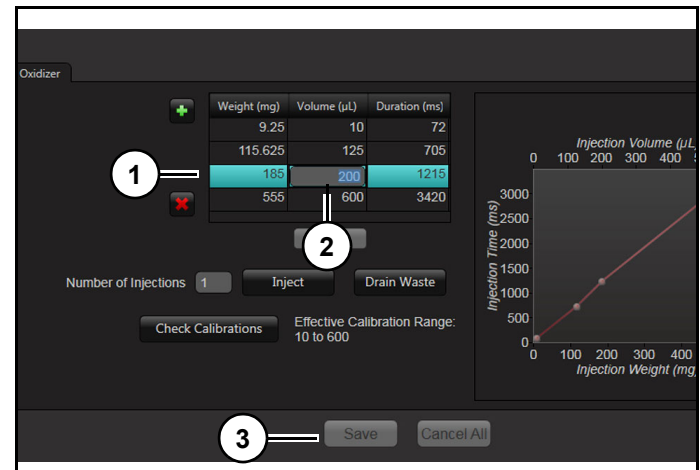 Oxidizer
Weight (mg) Volume (µL) Duration (ms)
9.25 10 72
115.625 125 705
185 200 1215
555 600 3420
1
2
Number of Injections 1 Inject Drain Waste
Check Calibrations Effective Calibration Range:
10 to 600
Injection Volume (µL
0 100 200 300 400
Injection Time (ms)
3000
2500
2000
1500
1000
500
0
0 100 200 300 400
Injection Weight (mg
3
Save Cancel All